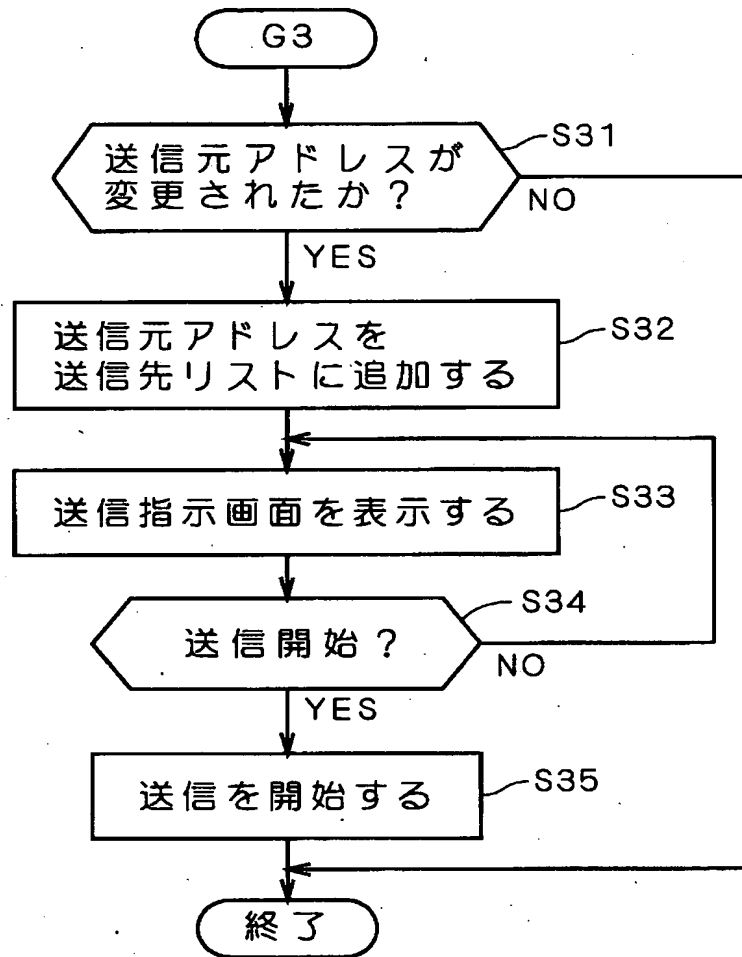 G3
送信元アドレスが
変更されたか?
S31
NO
YES
送信元アドレスを
送信先リストに追加する
S32
送信指示画面を表示する
S33
送信開始?
S34
NO
YES
送信を開始する
S35
終了